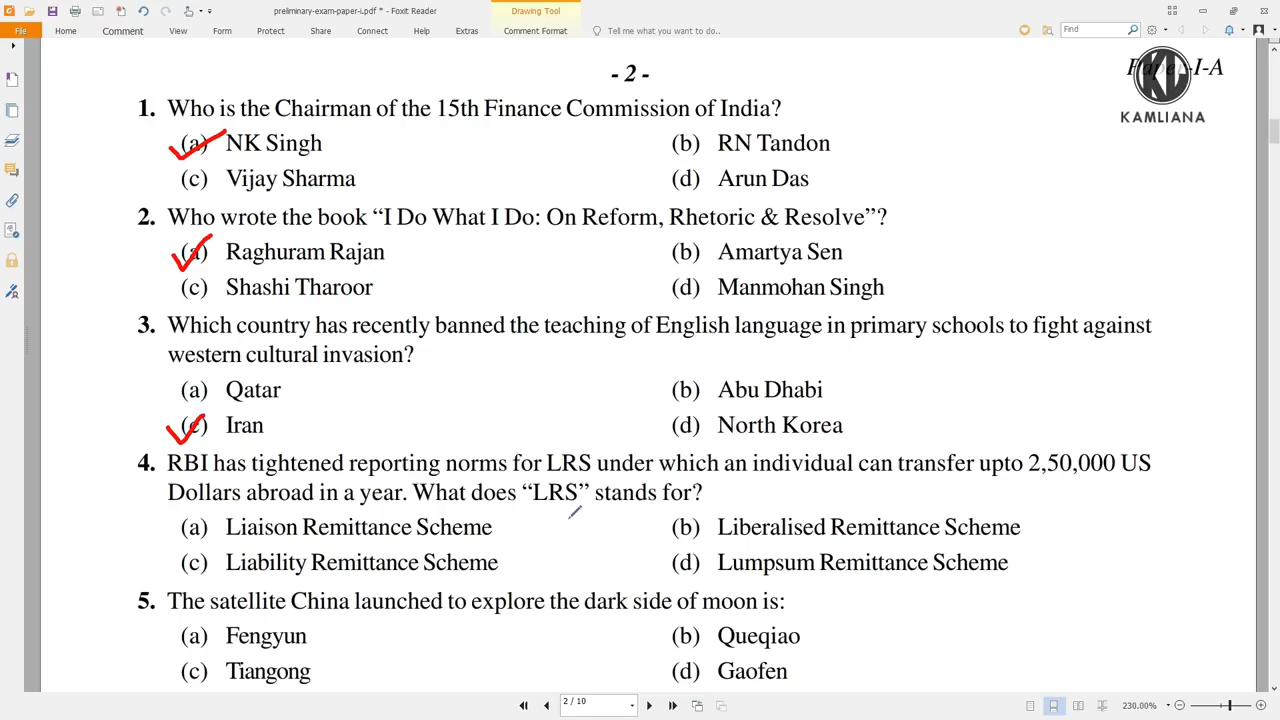 preliminary-exam-paper-i.pdf * - Foxit Reader
Drawing Tool
File Home Comment View Form Protect Share Connect Help Extras Comment Format Tell me what you want to do.. Find
- 2 -
Paper-I-A
KAMLIANA
1. Who is the Chairman of the 15th Finance Commission of India?
(a) NK Singh (b) RN Tandon
(c) Vijay Sharma (d) Arun Das
2. Who wrote the book “I Do What I Do: On Reform, Rhetoric & Resolve”?
(a) Raghuram Rajan (b) Amartya Sen
(c) Shashi Tharoor (d) Manmohan Singh
3. Which country has recently banned the teaching of English language in primary schools to fight against
western cultural invasion?
(a) Qatar (b) Abu Dhabi
(c) Iran (d) North Korea
4. RBI has tightened reporting norms for LRS under which an individual can transfer upto 2,50,000 US
Dollars abroad in a year. What does “LRS” stands for?
(a) Liaison Remittance Scheme (b) Liberalised Remittance Scheme
(c) Liability Remittance Scheme (d) Lumpsum Remittance Scheme
5. The satellite China launched to explore the dark side of moon is:
(a) Fengyun (b) Queqiao
(c) Tiangong (d) Gaofen
2 / 10
230.00%